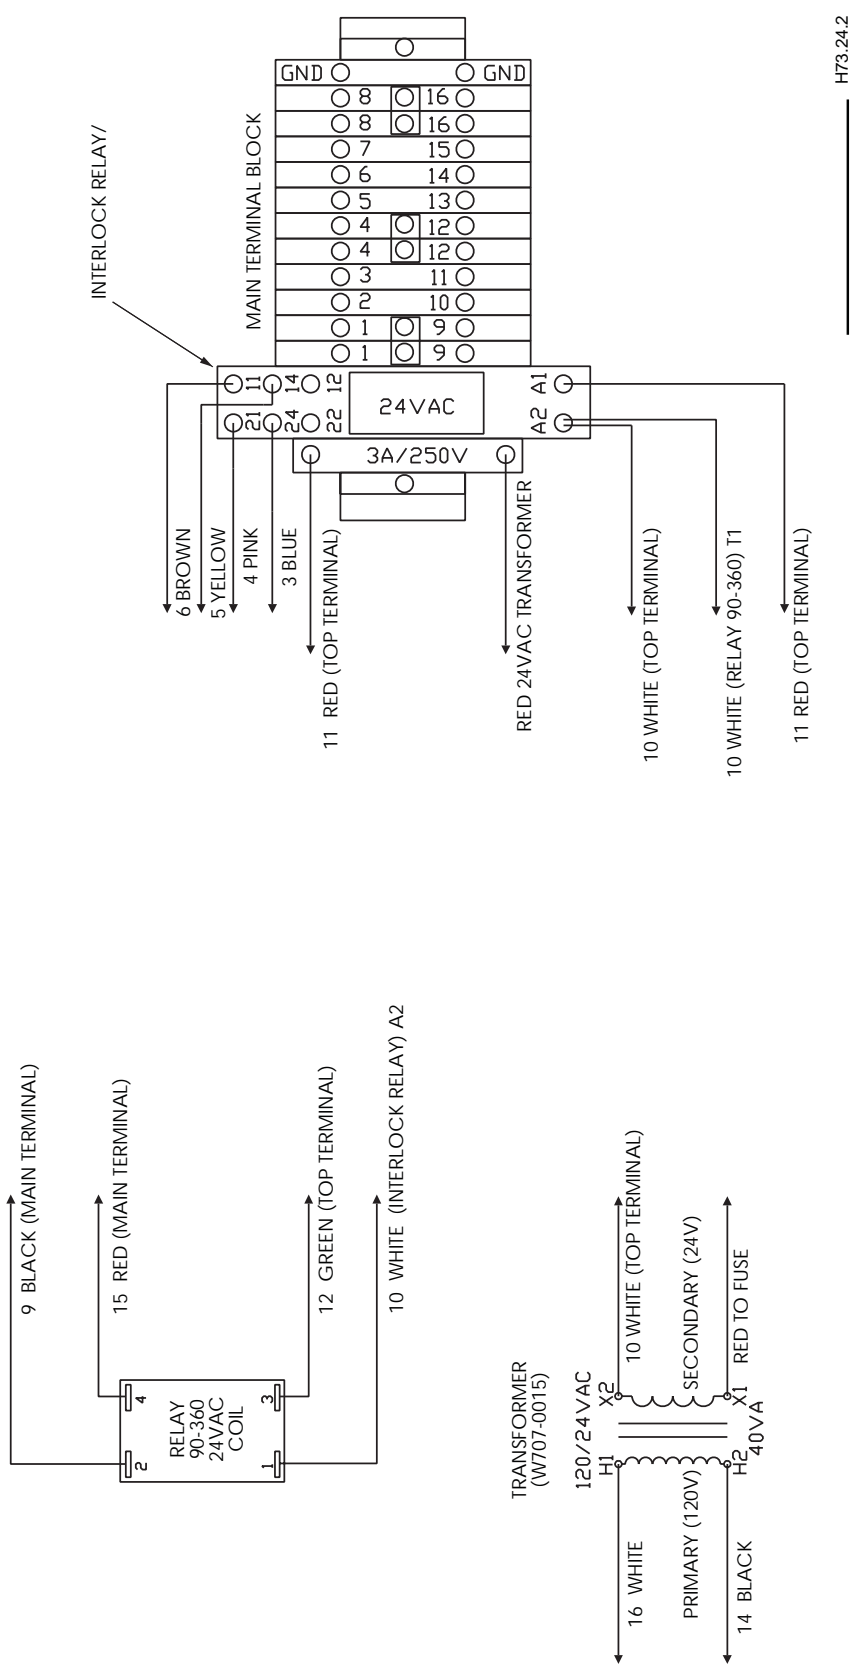 H73.24.2
INTERLOCK RELAY/
MAIN TERMINAL BLOCK
GND GND
8 16
8 16
7 15
6 14
5 13
4 12
4 12
3 11
2 10
1 9
1 9
11 14 12
21 24 22
24VAC
A1
A2
3A/250V
6 BROWN
5 YELLOW
4 PINK
3 BLUE
11 RED (TOP TERMINAL)
RED 24VAC TRANSFORMER
10 WHITE (TOP TERMINAL)
10 WHITE (RELAY 90-360) T1
11 RED (TOP TERMINAL)
9 BLACK (MAIN TERMINAL)
15 RED (MAIN TERMINAL)
12 GREEN (TOP TERMINAL)
10 WHITE (INTERLOCK RELAY) A2
4
2
3
1
RELAY
90-360
24VAC
COIL
TRANSFORMER
(W707-0015)
120/24VAC
H1
X2
H2
X1
40VA
10 WHITE (TOP TERMINAL)
SECONDARY (24V)
RED TO FUSE
16 WHITE
PRIMARY (120V)
14 BLACK